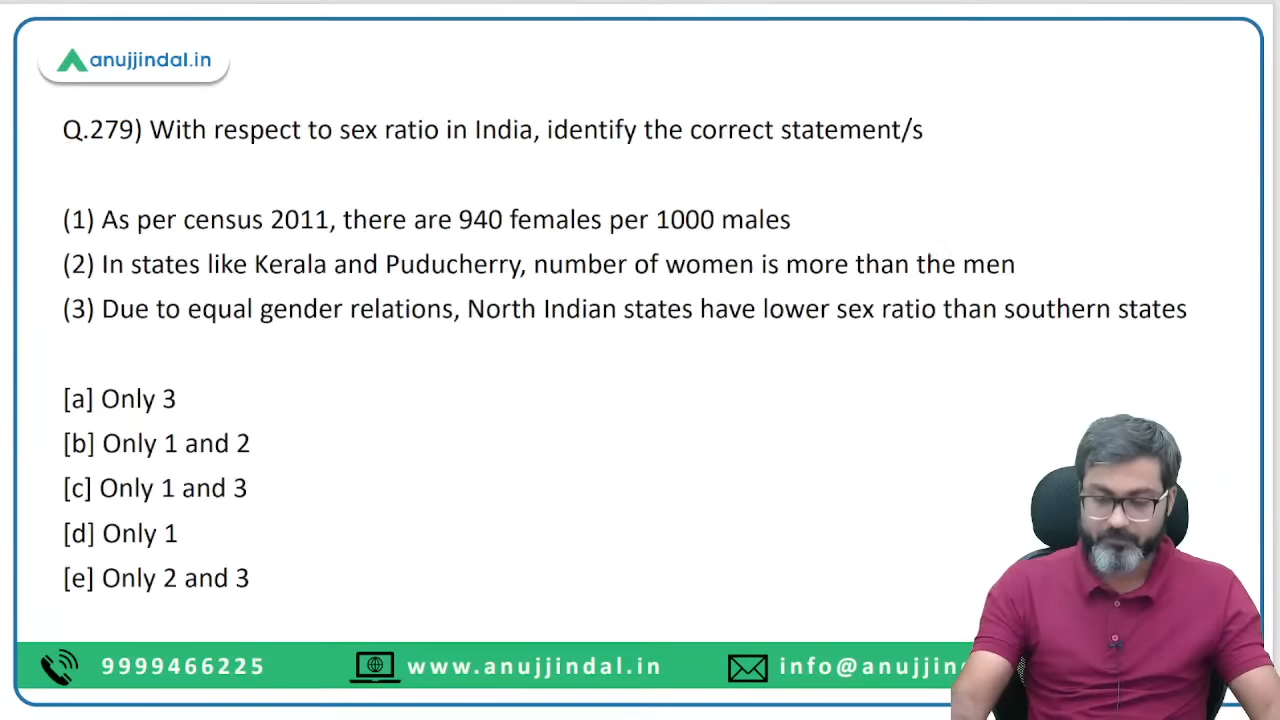 anujjindal.in
Q.279) With respect to sex ratio in India, identify the correct statement/s
(1) As per census 2011, there are 940 females per 1000 males
(2) In states like Kerala and Puducherry, number of women is more than the men
(3) Due to equal gender relations, North Indian states have lower sex ratio than southern states
[a] Only 3
[b] Only 1 and 2
[c] Only 1 and 3
[d] Only 1
[e] Only 2 and 3
9999466225 www.anujjindal.in